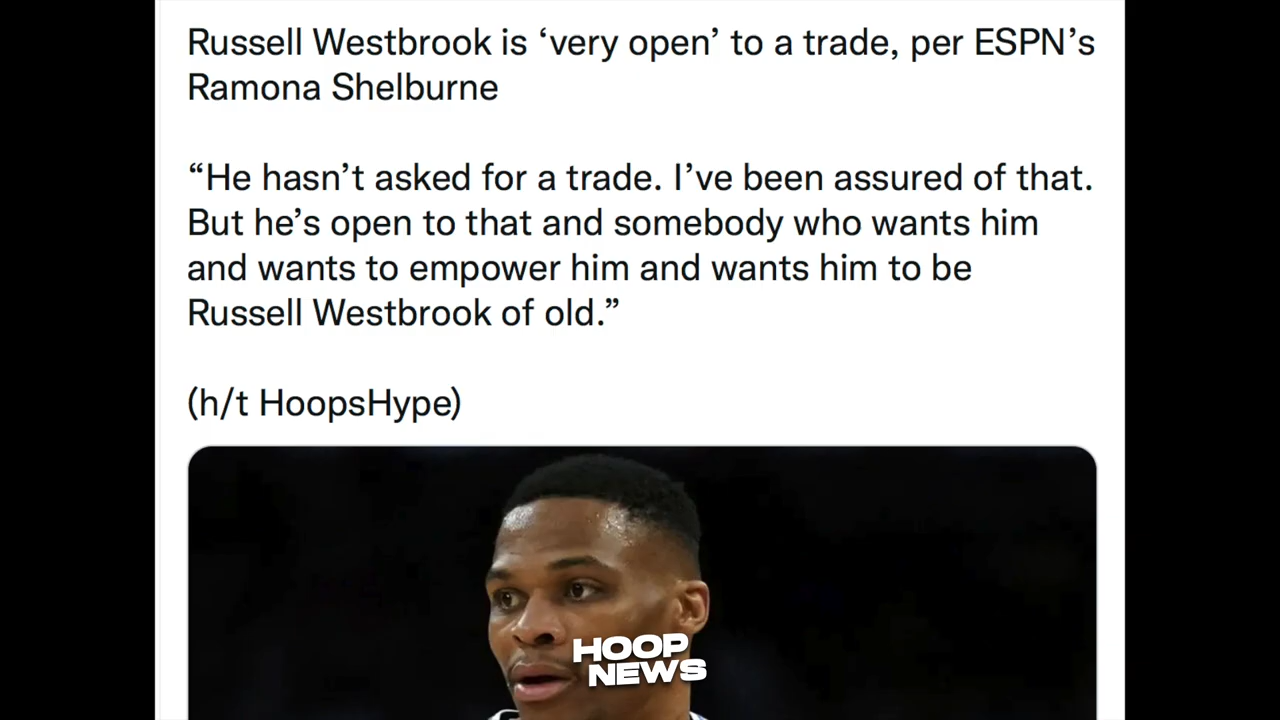 Russell Westbrook is ‘very open’ to a trade, per ESPN’s
Ramona Shelburne
“He hasn’t asked for a trade. I’ve been assured of that.
But he’s open to that and somebody who wants him
and wants to empower him and wants him to be
Russell Westbrook of old.”
(h/t HoopsHype)
HOOP
NEWS